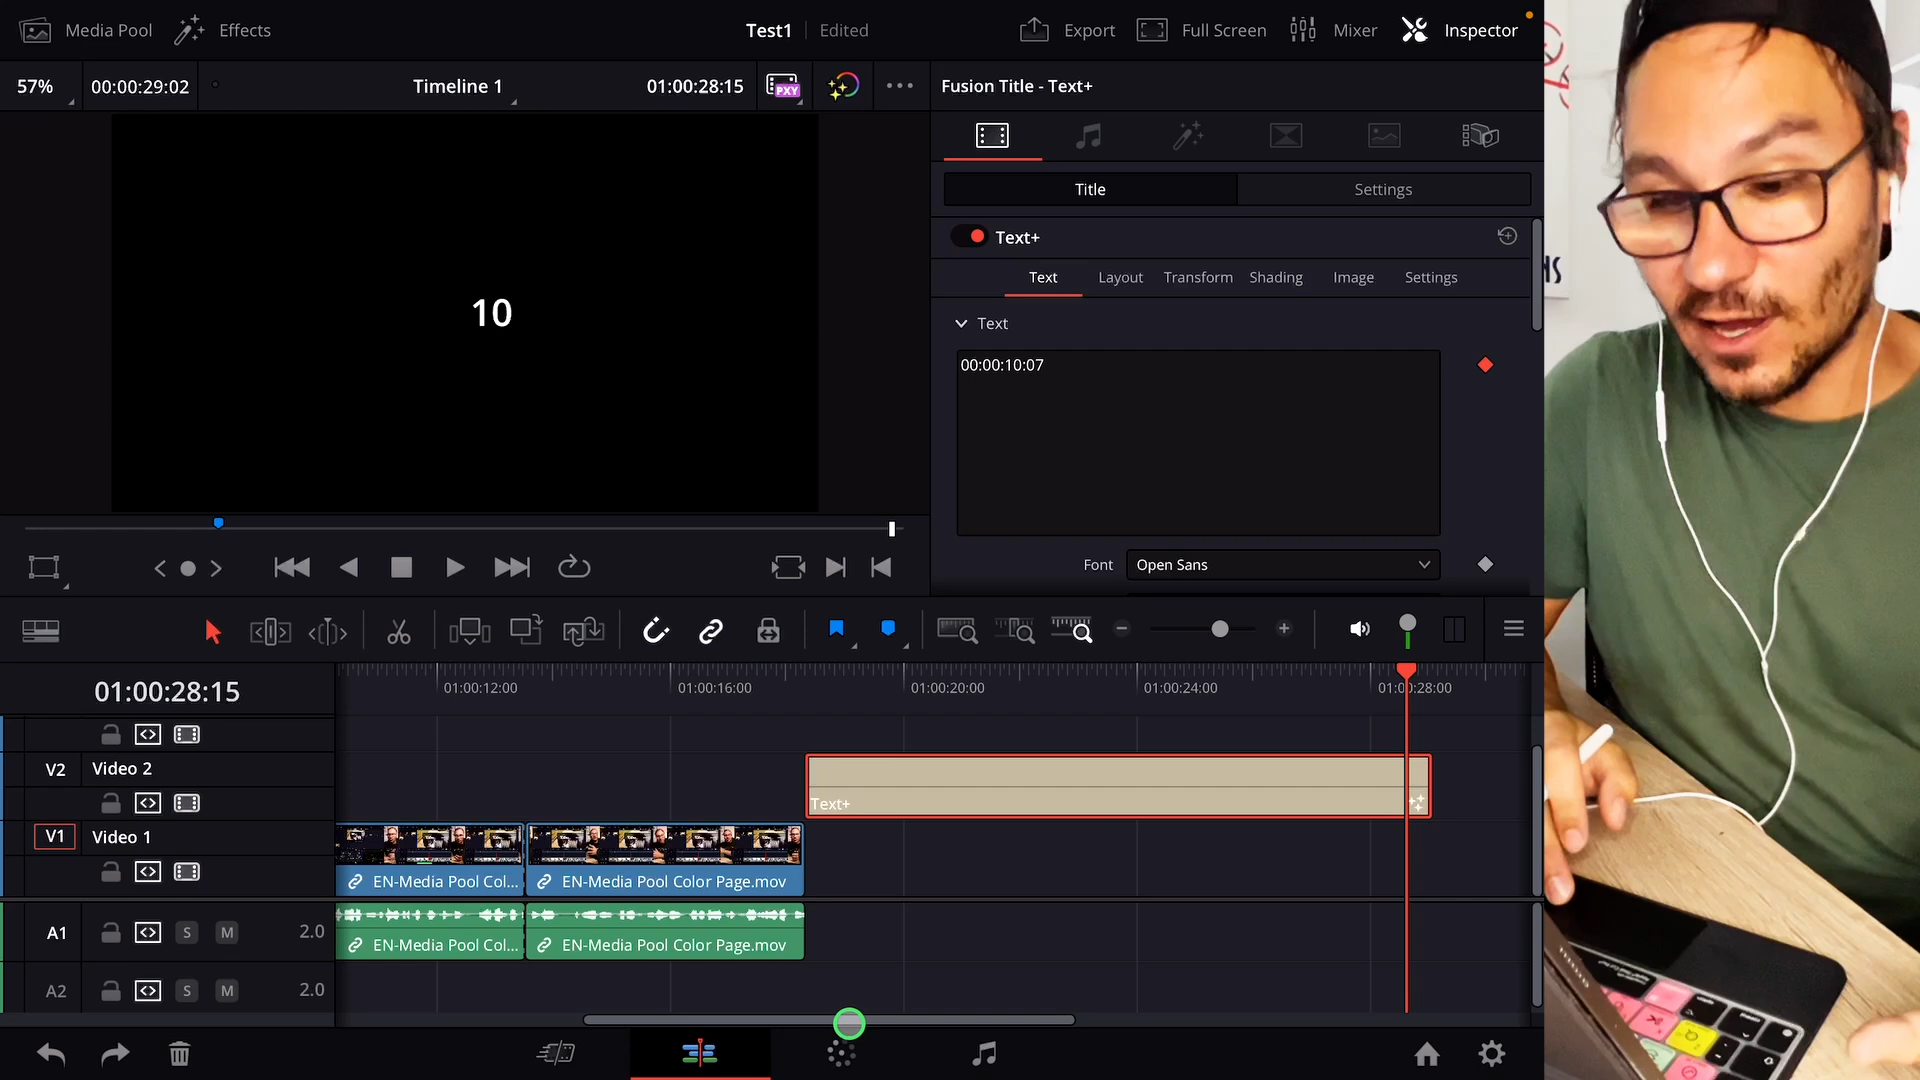 Media Pool
Effects
Test1
Edited
Export
Full Screen
Mixer
Inspector
57%
00:00:29:02
Timeline 1
01:00:28:15
PXY
Fusion Title - Text+
10
Title
Settings
Text+
Text
Layout
Transform
Shading
Image
Settings
Text
00:00:10:07
Font
Open Sans
01:00:28:15
01:00:12:00
01:00:16:00
01:00:20:00
01:00:24:00
01:00:28:00
V2
Video 2
Text+
V1
Video 1
EN-Media Pool Col...
EN-Media Pool Color Page.mov
A1
S
M
2.0
EN-Media Pool Col...
EN-Media Pool Color Page.mov
A2
S
M
2.0